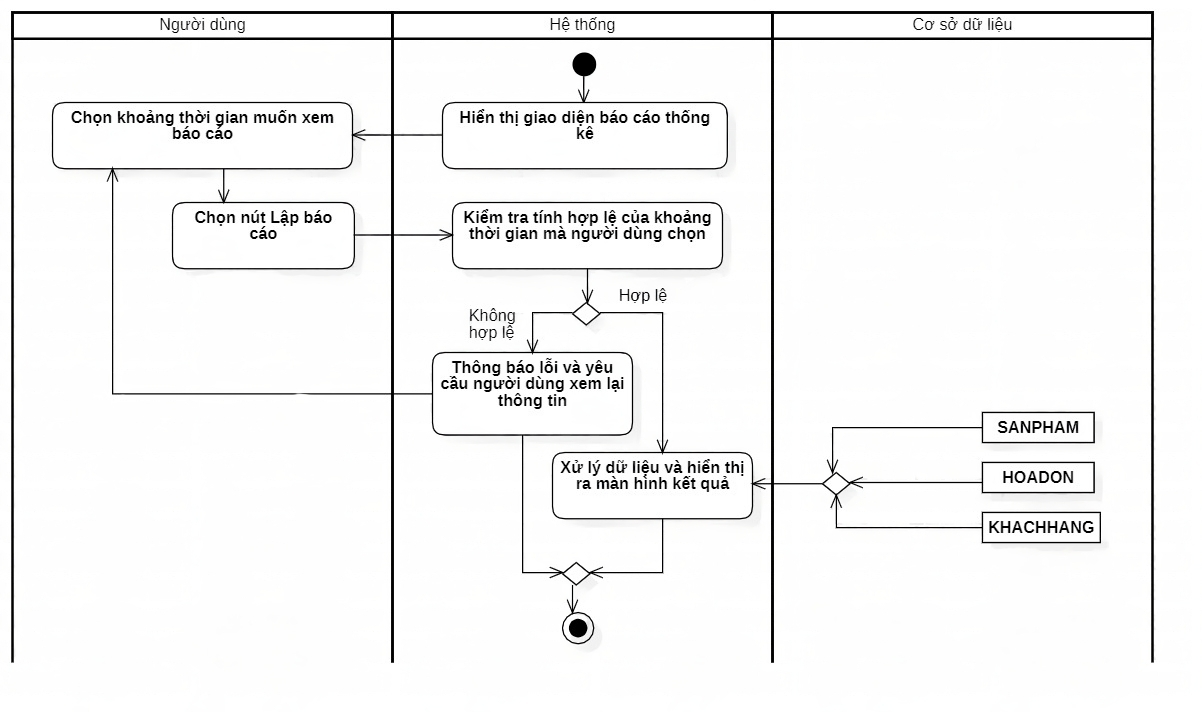 Người dùng
Hệ thống
Cơ sở dữ liệu
Chọn khoảng thời gian muốn xem
báo cáo
Hiển thị giao diện báo cáo thống
kê
Chọn nút Lập báo
cáo
Kiểm tra tính hợp lệ của khoảng
thời gian mà người dùng chọn
Hợp lệ
Không
hợp lệ
Thông báo lỗi và yêu
cầu người dùng xem lại
thông tin
Xử lý dữ liệu và hiển thị
ra màn hình kết quả
SANPHAM
HOADON
KHACHHANG